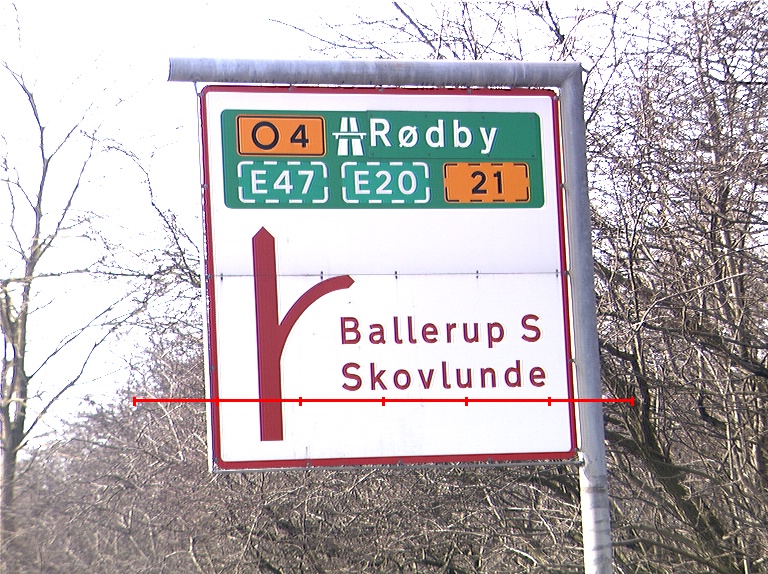 O4 Rødby
E47 E20 21
Ballerup S
Skovlunde